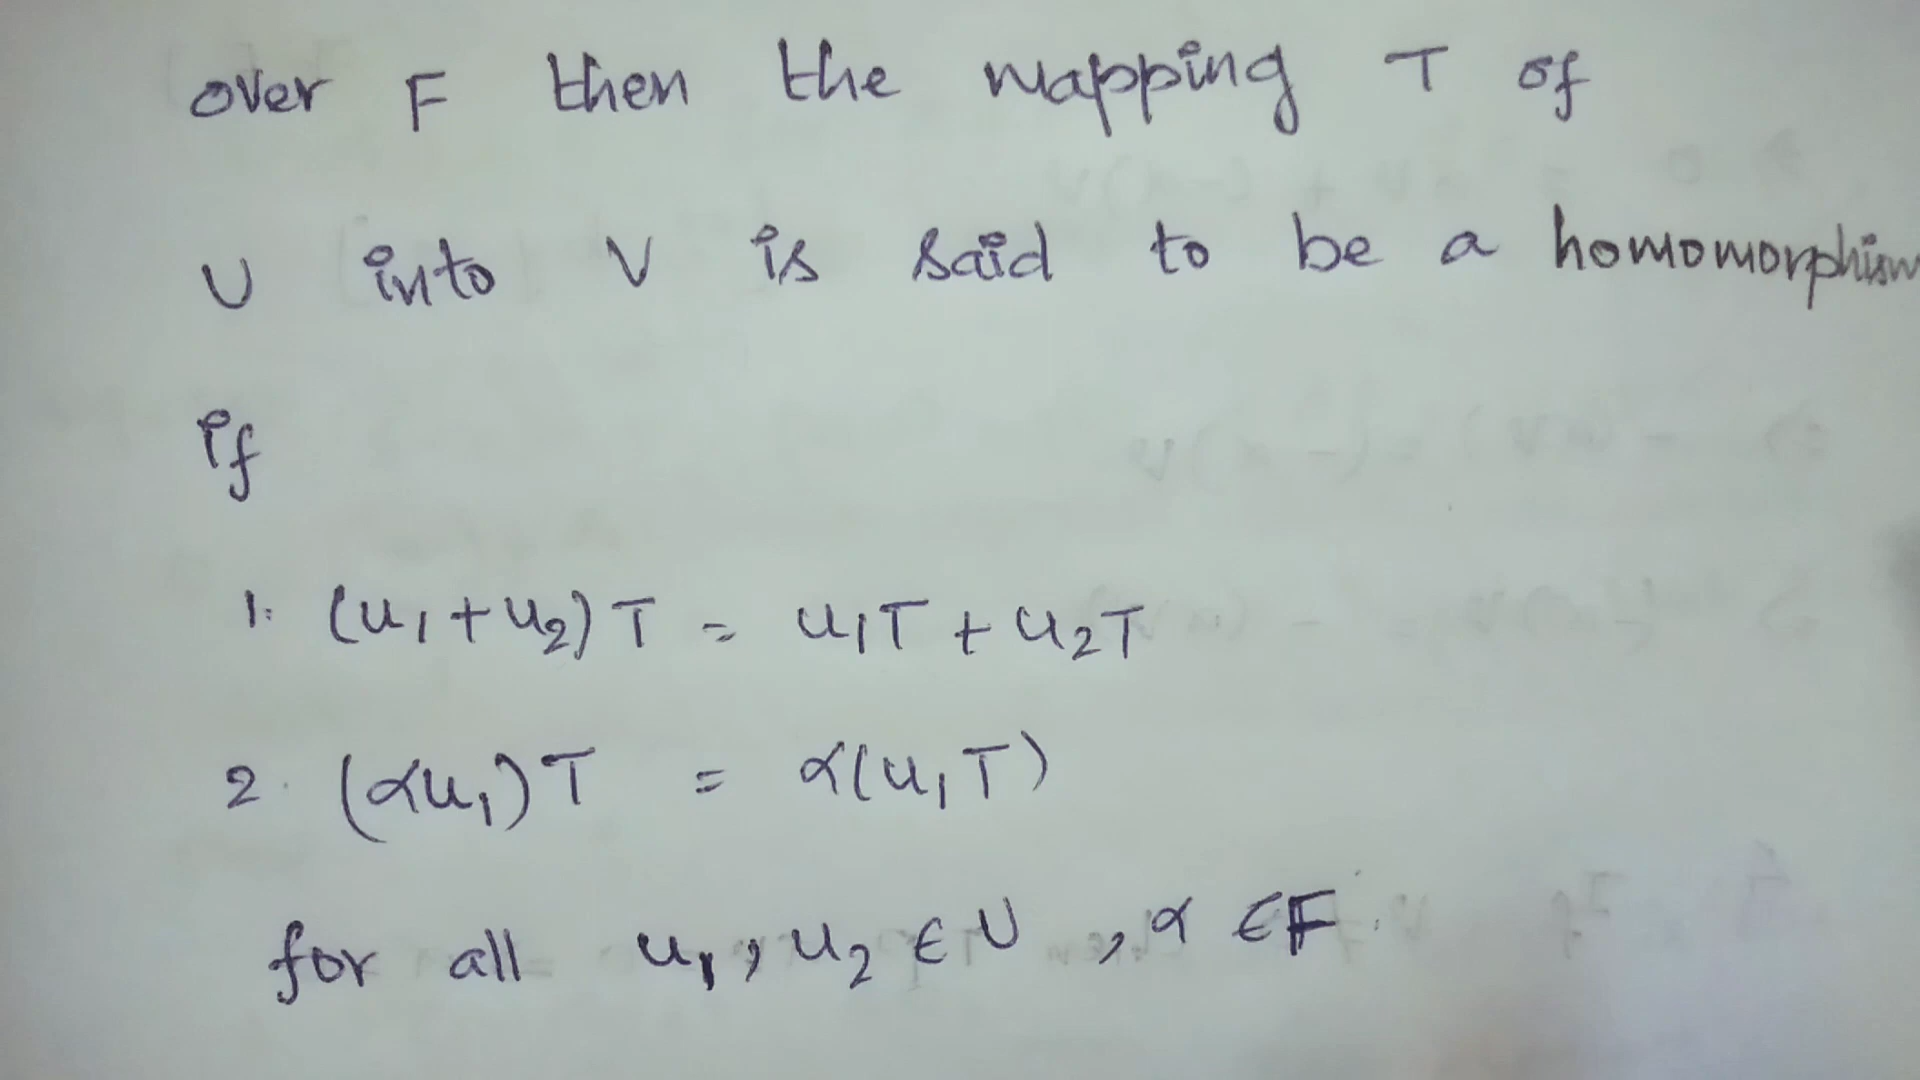 over F then the mapping T of
U into V is said to be a homomorphism
if
1. (u₁+u₂)T = u₁T + u₂T
2. (αu₁)T = α(u₁T)
for all u₁, u₂ ∈ U, α ∈ F.